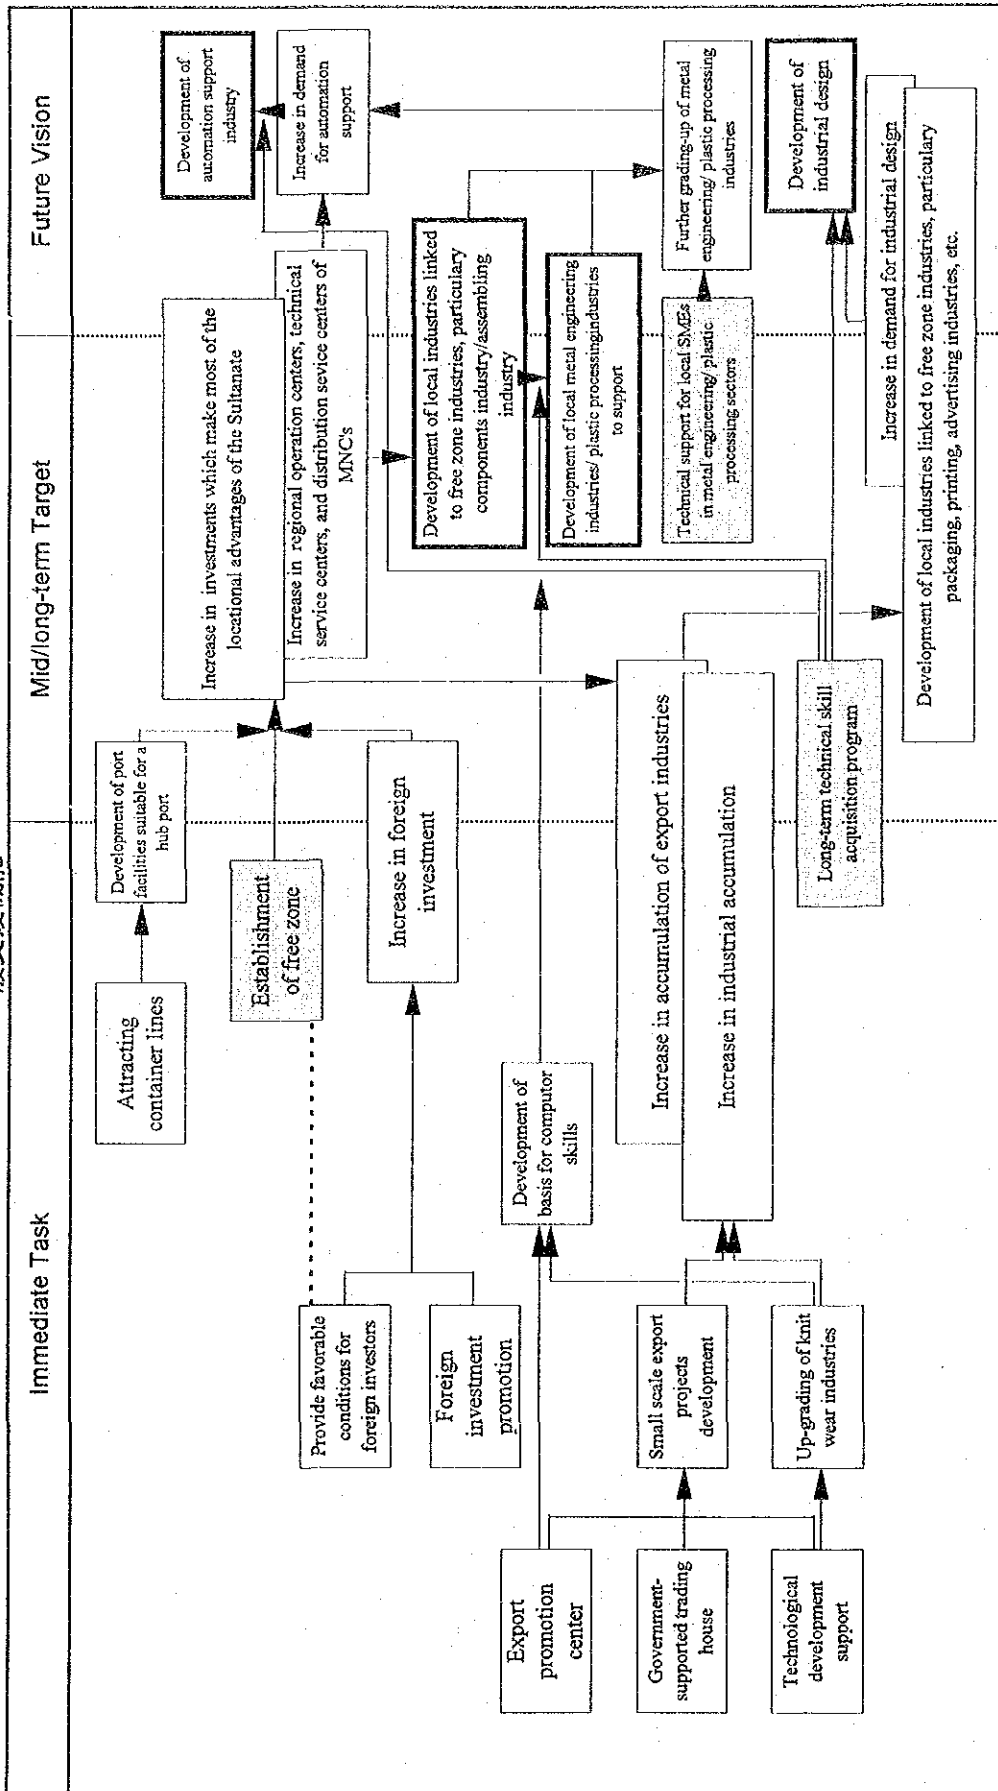 Immediate Task
Mid/long-term Target
Future Vision
Attracting
container lines
Development of port
facilities suitable for a
hub port
Establishment
of free zone
Provide favorable
conditions for
foreign investors
Foreign
investment
promotion
Increase in foreign
investment
Increase in investments which make most of the
locational advantages of the Sultanate
Increase in regional operation centers, technical
service centers, and distribution sevice centers of
MNC's
Development of
automation support
industry
Increase in demand
for automation
support
Export
promotion
center
Government-
supported trading
house
Technological
development
support
Small scale export
projects
development
Up-grading of knit
wear industries
Development of
basis for computor
skills
Increase in accumulation of export industries
Increase in industrial accumulation
Development of local industries linked
to free zone industries, particulary
components industry/assembling
industry
Development of local metal engineering
industries/ plastic processingindustries
to support
Technical support for local SMEs
in metal engineering/ plastic
processing sectors
Further grading-up of metal
engineering/ plastic processing
industries
Long-term technical skill
acquisition program
Development of
industrial design
Increase in demand for industrial design
Development of local industries linked to free zone industries, particulary
packaging, printing, advertising industries, etc.